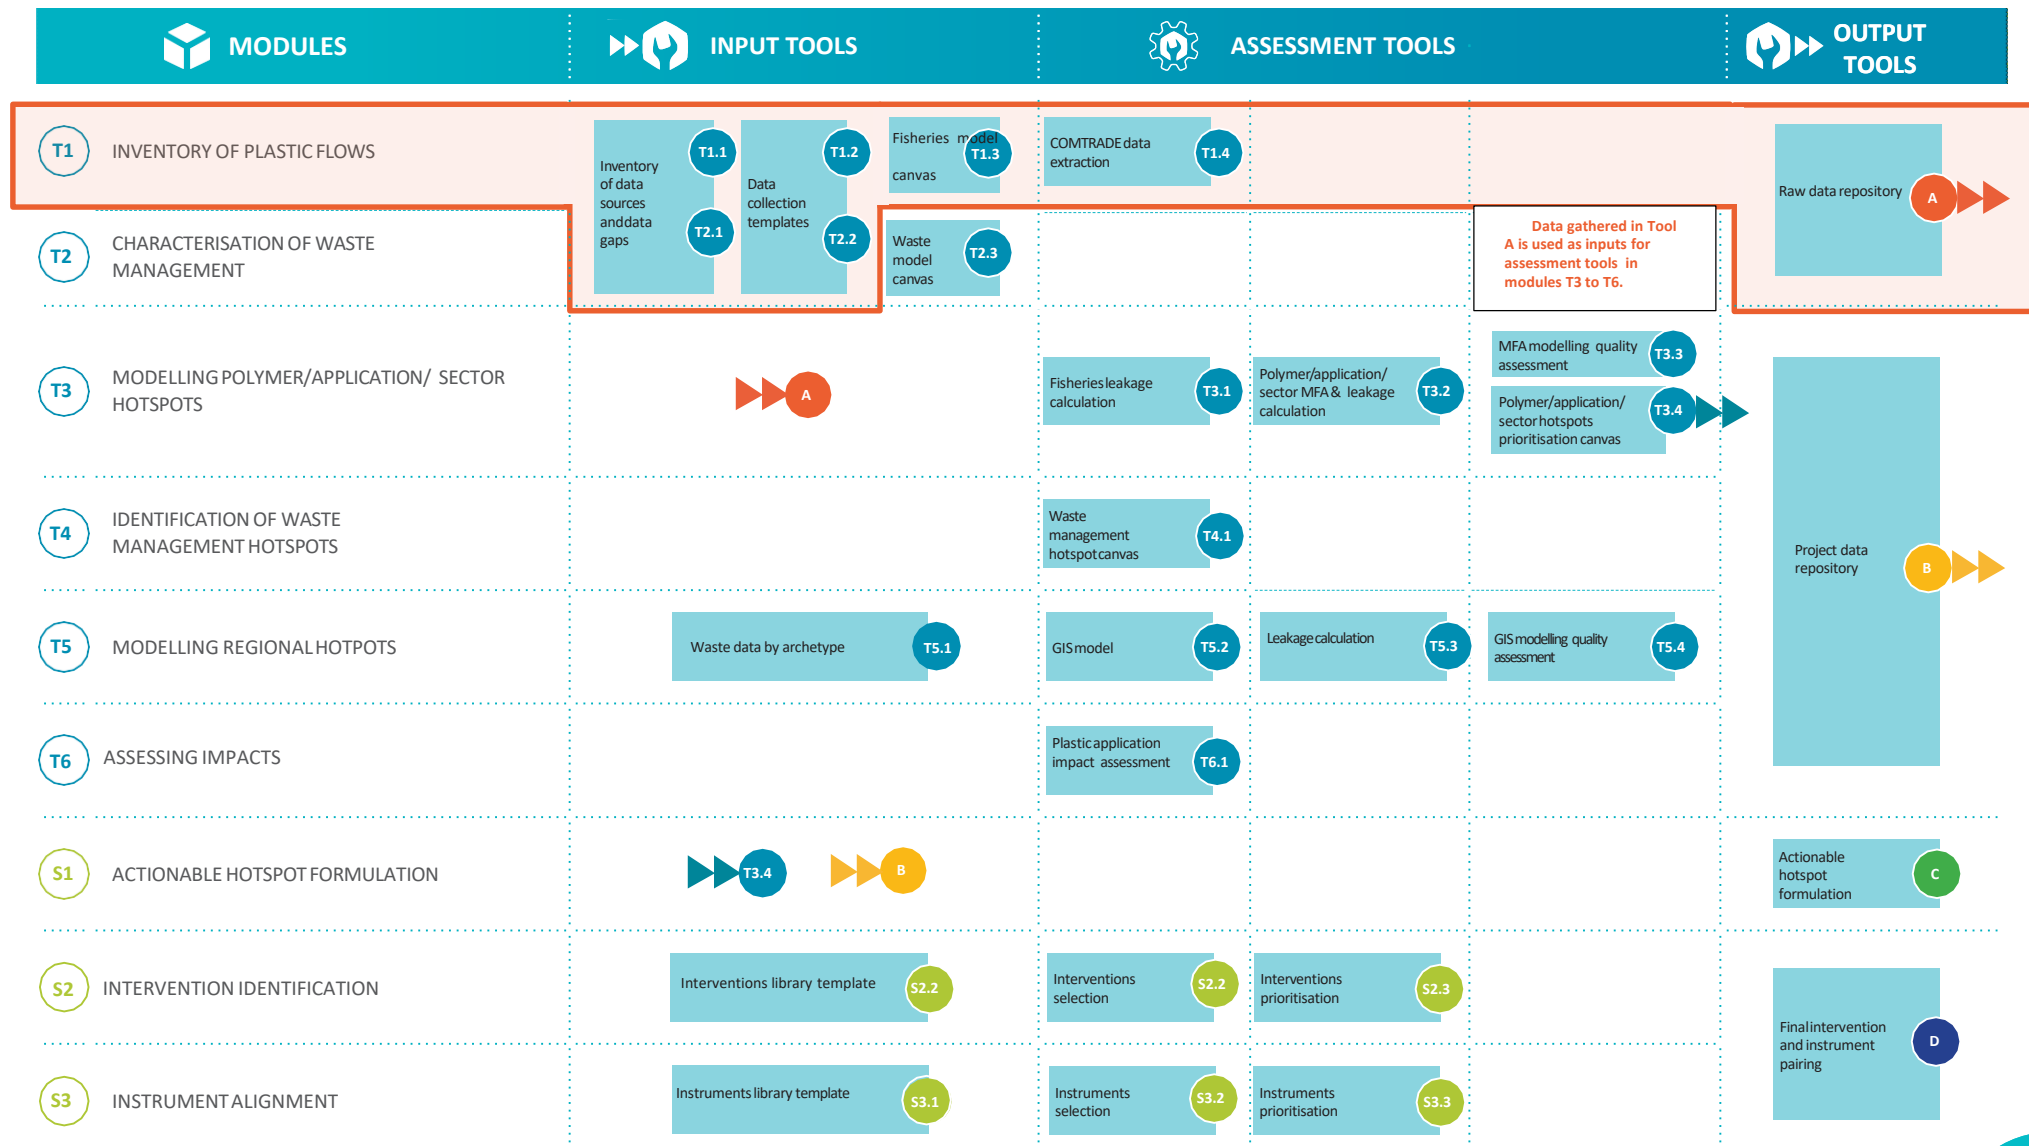 MODULES
INPUT TOOLS
ASSESSMENT TOOLS
OUTPUT
TOOLS
T1
INVENTORY OF PLASTIC FLOWS
Inventory
of data
sources
and data
gaps
T1.1
T2.1
Data
collection
templates
T1.2
T2.2
Fisheries model
canvas
T1.3
COMTRADE data
extraction
T1.4
Raw data repository
A
T2
CHARACTERISATION OF WASTE
MANAGEMENT
Waste
model
canvas
T2.3
Data gathered in Tool
A is used as inputs for
assessment tools in
modules T3 to T6.
T3
MODELLING POLYMER/APPLICATION/ SECTOR
HOTSPOTS
A
Fisheries leakage
calculation
T3.1
Polymer/application/
sector MFA & leakage
calculation
T3.2
MFA modelling quality
assessment
T3.3
Polymer/application/
sector hotspots
prioritisation canvas
T3.4
T4
IDENTIFICATION OF WASTE
MANAGEMENT HOTSPOTS
Waste
management
hotspot canvas
T4.1
Project data
repository
B
T5
MODELLING REGIONAL HOTPOTS
Waste data by archetype
T5.1
GIS model
T5.2
Leakage calculation
T5.3
GIS modelling quality
assessment
T5.4
T6
ASSESSING IMPACTS
Plastic application
impact assessment
T6.1
S1
ACTIONABLE HOTSPOT FORMULATION
T3.4
B
Actionable
hotspot
formulation
C
S2
INTERVENTION IDENTIFICATION
Interventions library template
S2.2
Interventions
selection
S2.2
Interventions
prioritisation
S2.3
Final intervention
and instrument
pairing
D
S3
INSTRUMENT ALIGNMENT
Instruments library template
S3.1
Instruments
selection
S3.2
Instruments
prioritisation
S3.3